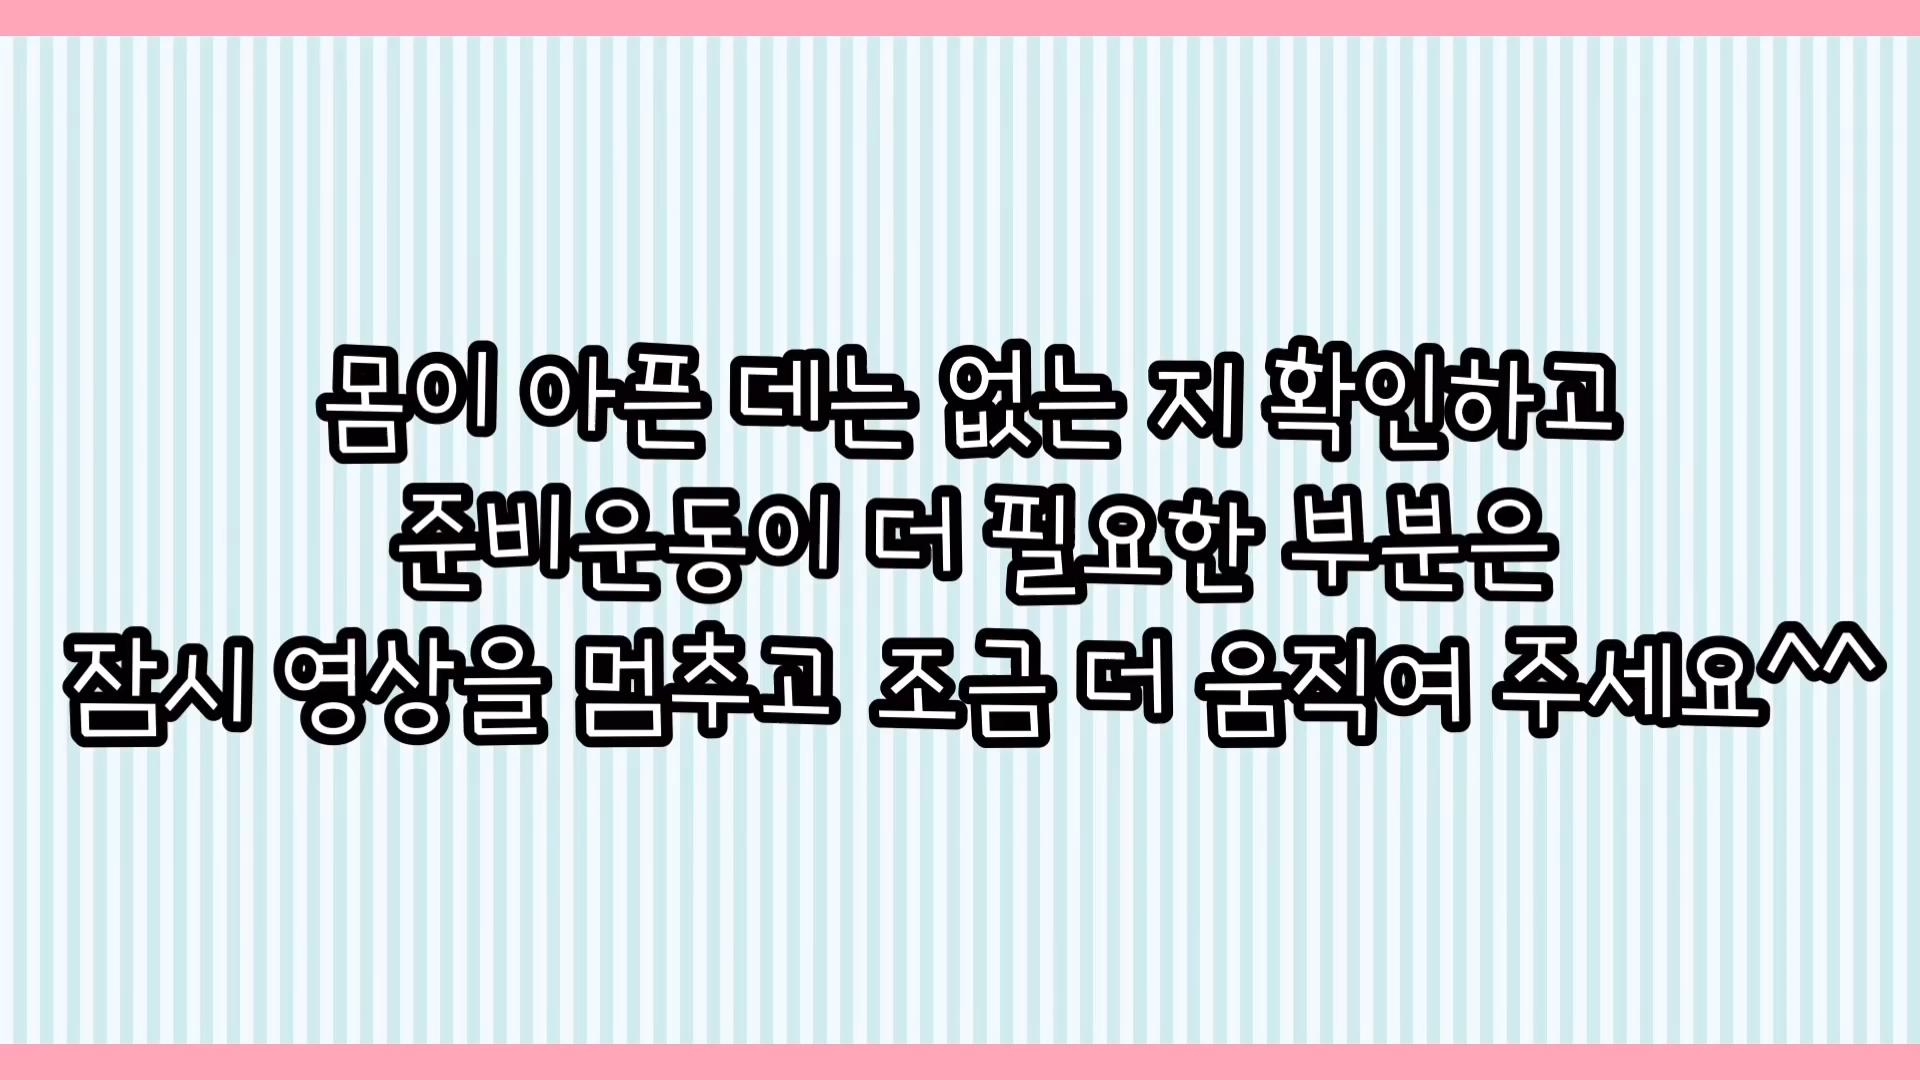 몸이 아픈 데는 없는 지 확인하고
준비운동이 더 필요한 부분은
잠시 영상을 멈추고 조금 더 움직여 주세요^^